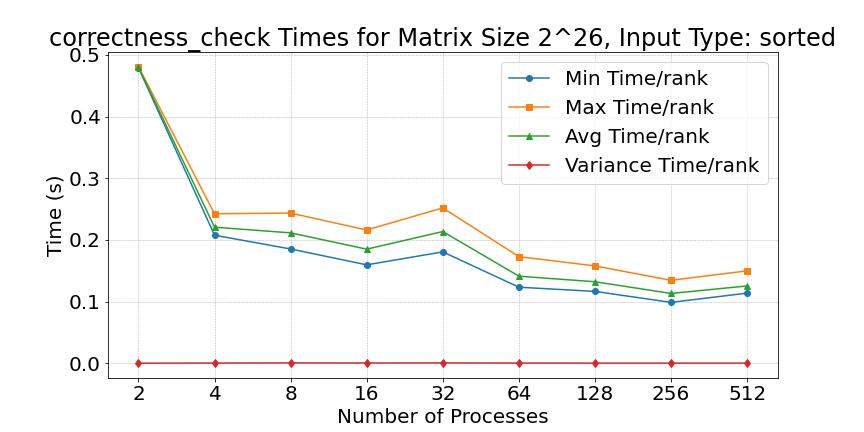 correctness_check Times for Matrix Size 2^26, Input Type: sorted
Time (s)
0.5
0.4
0.3
0.2
0.1
0.0
Min Time/rank
Max Time/rank
Avg Time/rank
Variance Time/rank
2 4 8 16 32 64 128 256 512
Number of Processes